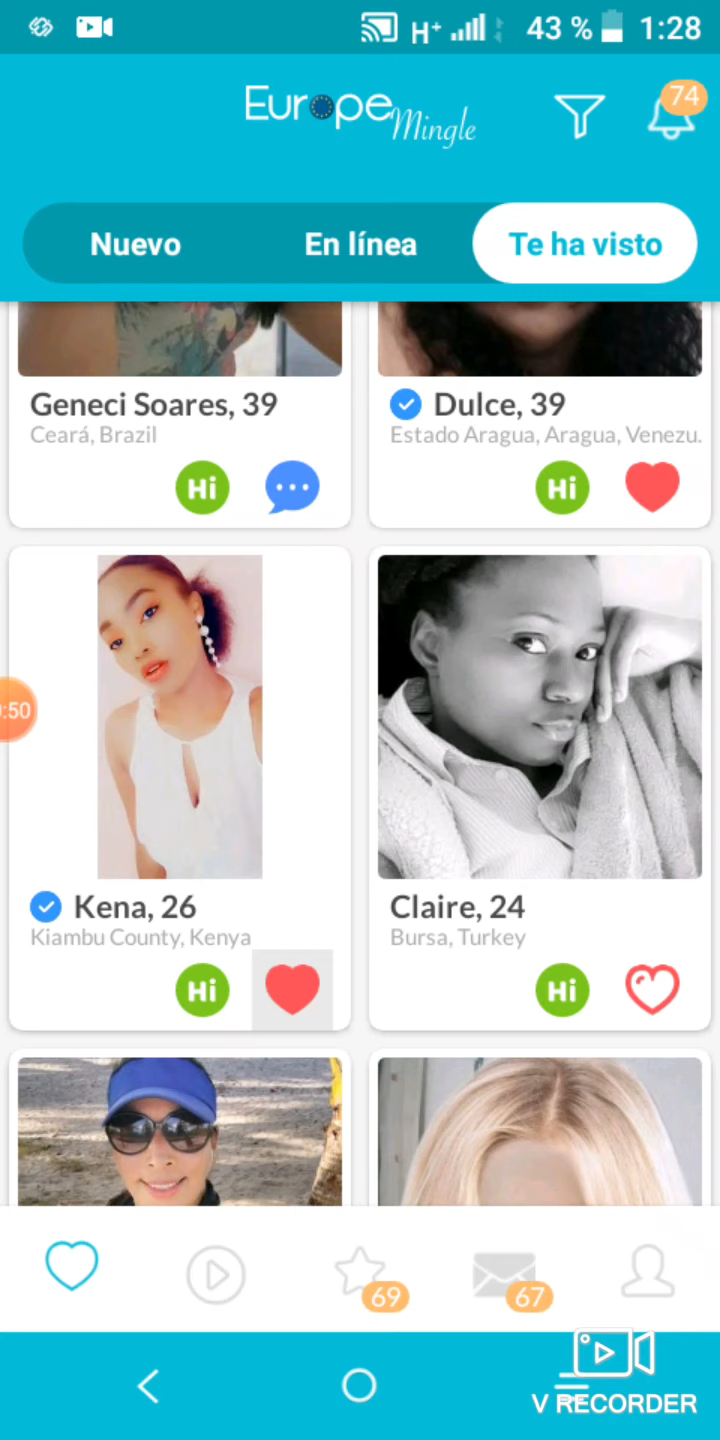 H+ 43 % 1:28
Europe Mingle
74
Nuevo En línea Te ha visto
Geneci Soares, 39 Dulce, 39
Ceará, Brazil Estado Aragua, Aragua, Venezu.
Hi Hi
:50
Kena, 26 Claire, 24
Kiambu County, Kenya Bursa, Turkey
Hi Hi
69 67
V RECORDER